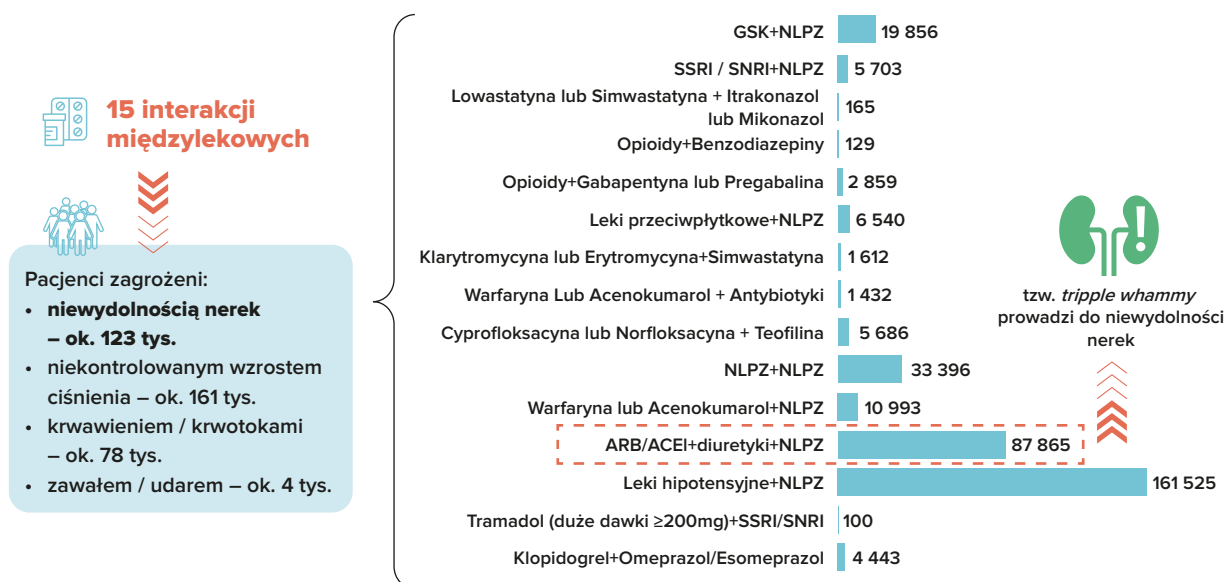 15 interakcji
międzylekowych
Pacjenci zagrożeni:
• niewydolnością nerek
– ok. 123 tys.
• niekontrolowanym wzrostem
ciśnienia – ok. 161 tys.
• krwawieniem / krwotokami
– ok. 78 tys.
• zawałem / udarem – ok. 4 tys.
GSK+NLPZ 19 856
SSRI / SNRI+NLPZ 5 703
Lowastatyna lub Simwastatyna + Itrakonazol
lub Mikonazol 165
Opioidy+Benzodiazepiny 129
Opioidy+Gabapentyna lub Pregabalina 2 859
Leki przeciwpłytkowe+NLPZ 6 540
Klarytromycyna lub Erytromycyna+Simwastatyna 1 612
Warfaryna Lub Acenokumarol + Antybiotyki 1 432
Cyprofloksacyna lub Norfloksacyna + Teofilina 5 686
NLPZ+NLPZ 33 396
Warfaryna lub Acenokumarol+NLPZ 10 993
ARB/ACEI+diuretyki+NLPZ 87 865
Leki hipotensyjne+NLPZ 161 525
Tramadol (duże dawki ≥200mg)+SSRI/SNRI 100
Klopidogrel+Omeprazol/Esomeprazol 4 443
!
tzw. tripple whammy
prowadzi do niewydolności
nerek